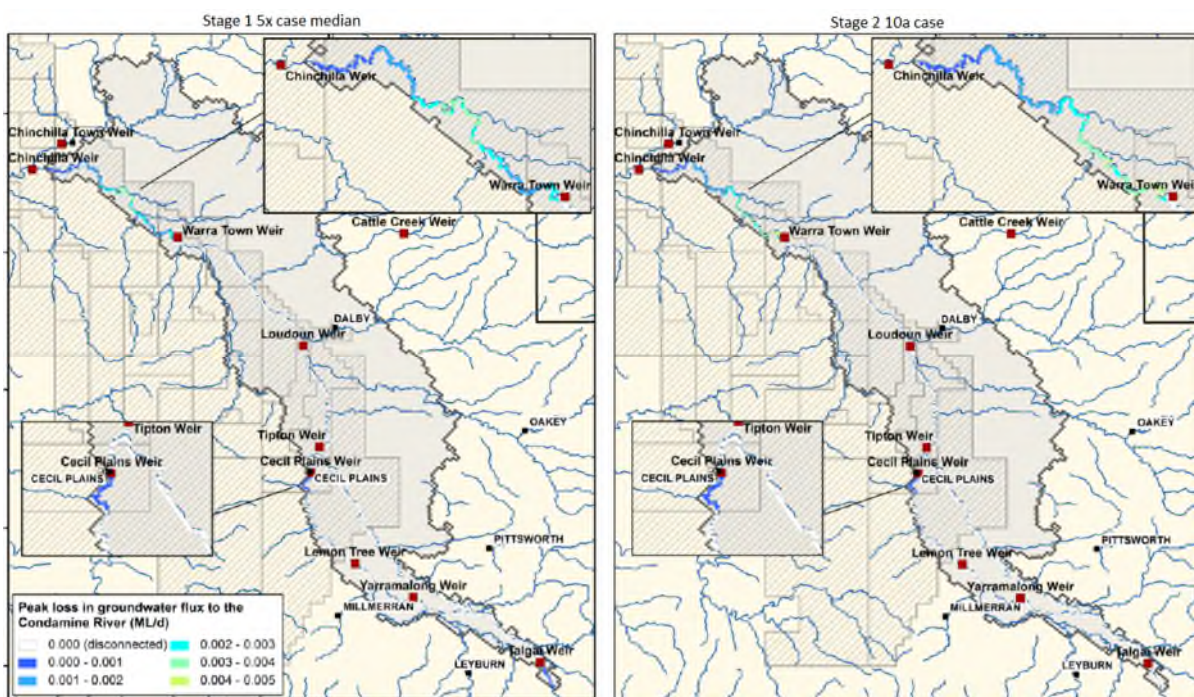 Stage 1 5x case median
Chinchilla Weir
Warra Town Weir
Chinchilla Town Weir
Chinchilla Weir
Warra Town Weir
Cattle Creek Weir
DALBY
Loudoun Weir
OAKEY
Tipton Weir
Cecil Plains Weir
CECIL PLAINS
Tipton Weir
Cecil Plains Weir
CECIL PLAINS
PITTSWORTH
Lemon Tree Weir
Yarramalong Weir
MILLMERRAN
Talgai Weir
LEYBURN
Peak loss in groundwater flux to the
Condamine River (ML/d)
0.000 (disconnected)
0.000 - 0.001
0.001 - 0.002
0.002 - 0.003
0.003 - 0.004
0.004 - 0.005
Stage 2 10a case
Chinchilla Weir
Warra Town Weir
Chinchilla Town Weir
Chinchilla Weir
Warra Town Weir
Cattle Creek Weir
DALBY
Loudoun Weir
OAKEY
Tipton Weir
Cecil Plains Weir
CECIL PLAINS
Tipton Weir
Cecil Plains Weir
CECIL PLAINS
PITTSWORTH
Lemon Tree Weir
Yarramalong Weir
MILLMERRAN
Talgai Weir
LEYBURN